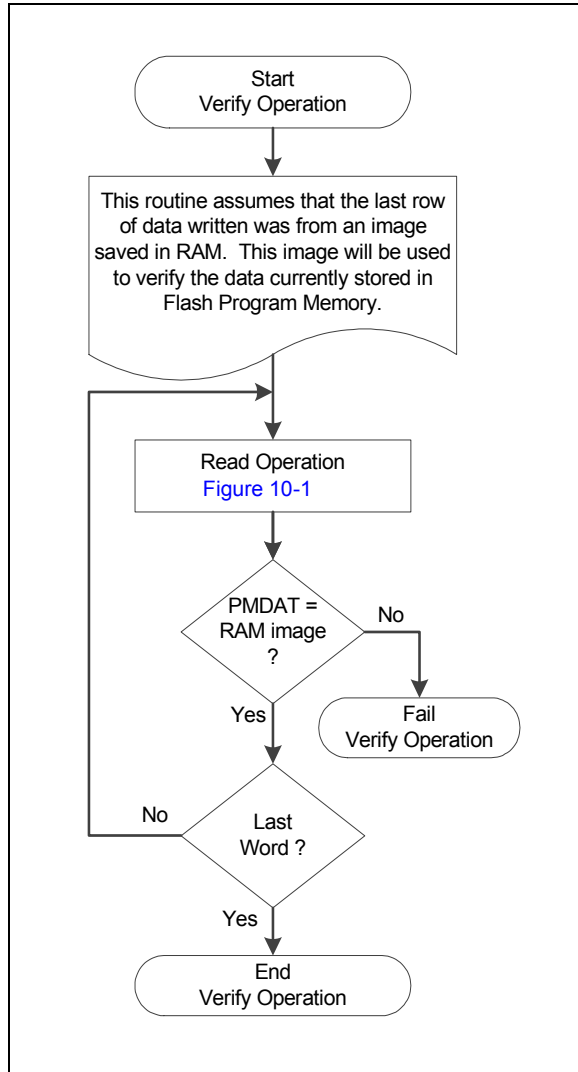 Start
Verify Operation
This routine assumes that the last row
of data written was from an image
saved in RAM. This image will be used
to verify the data currently stored in
Flash Program Memory.
Read Operation
Figure 10-1
PMDAT =
RAM image
?
No
Yes
Fail
Verify Operation
No
Last
Word ?
Yes
End
Verify Operation